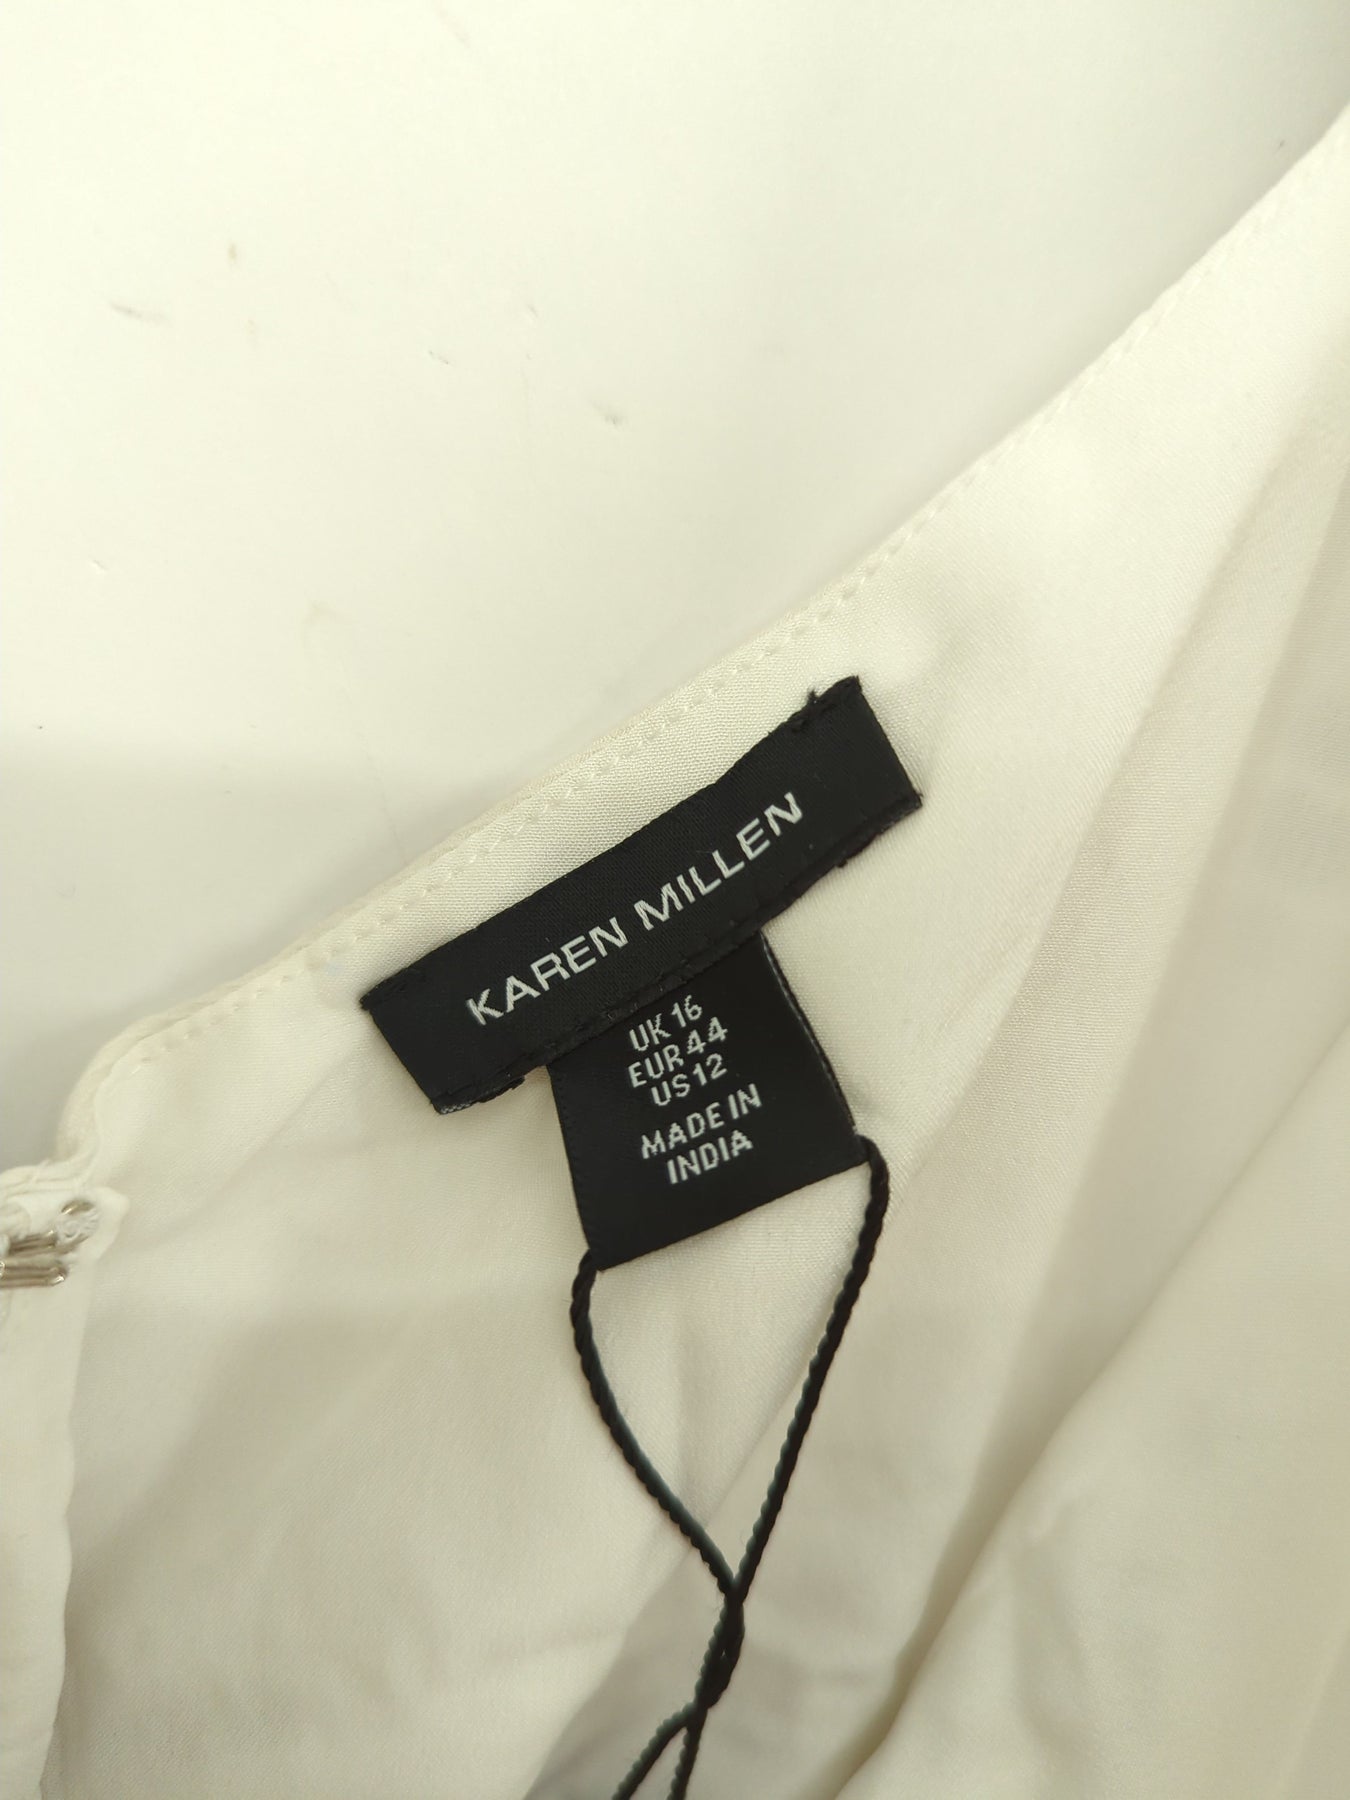 KAREN MILLEN
UK 16
EUR 44
US 12
MADE IN
INDIA